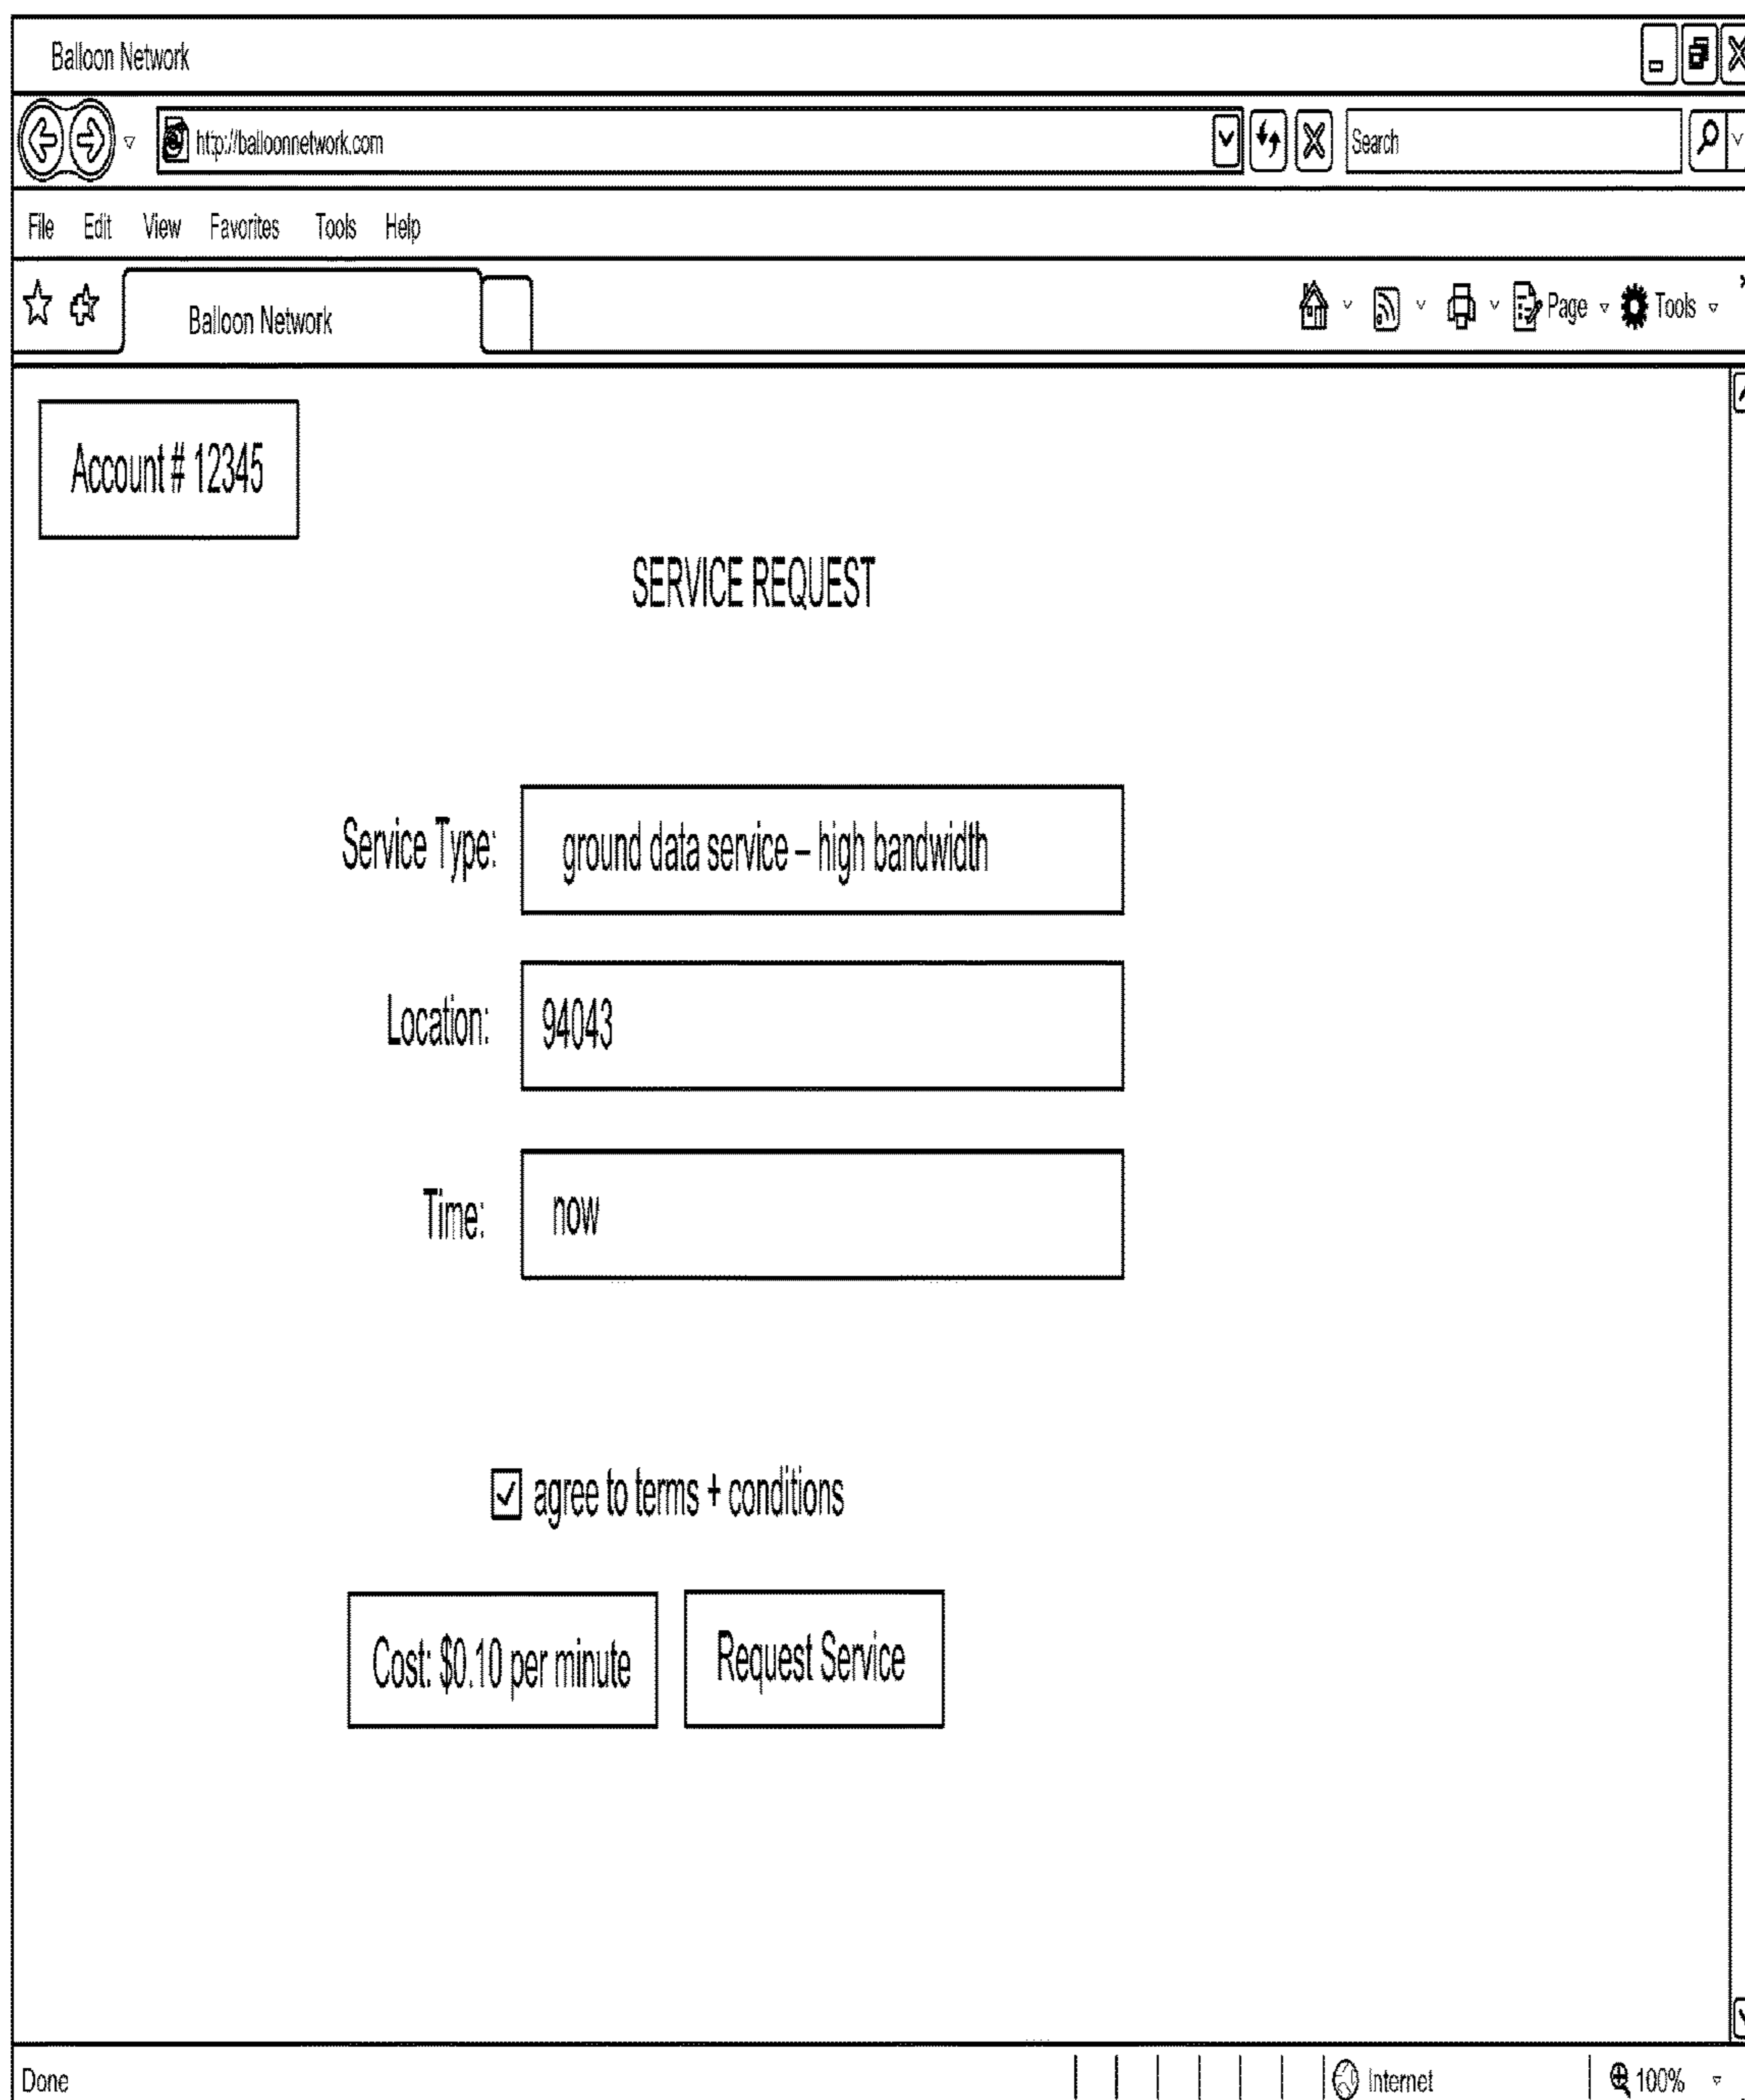 Balloon Network
http://balloonnetwork.com
Search
File Edit View Favorites Tools Help
Balloon Network
Page Tools
Account # 12345
SERVICE REQUEST
Service Type: ground data service – high bandwidth
Location: 94043
Time: now
agree to terms + conditions
Cost: $0.10 per minute Request Service
Done Internet 100%